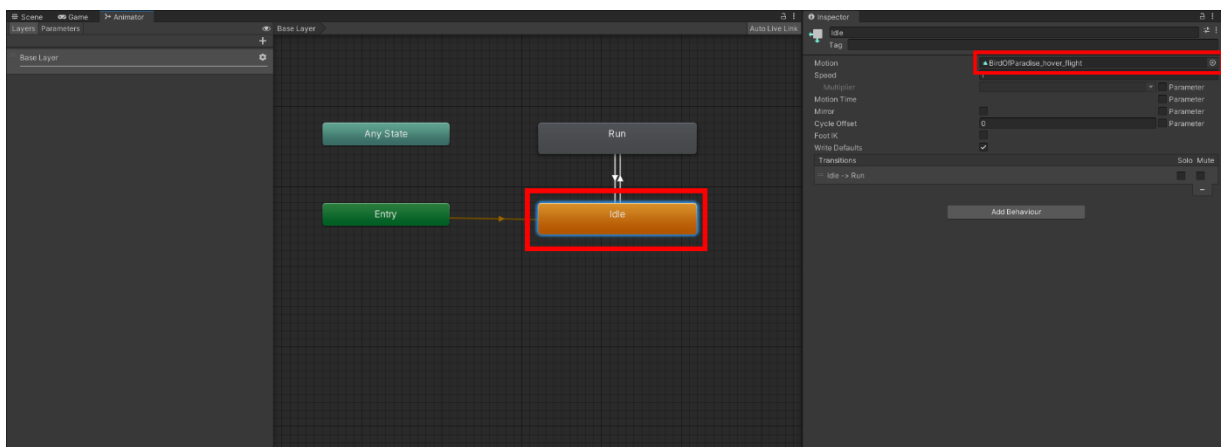 Scene Game Animator
Layers Parameters
Base Layer
Auto Live Link
Base Layer
Any State
Run
Entry
Idle
Inspector
Idle
Tag
Motion BirdOfParadise_hover_flight
Speed
Multiplier Parameter
Motion Time Parameter
Mirror Parameter
Cycle Offset 0 Parameter
Foot IK
Write Defaults
Transitions Solo Mute
Idle -> Run
Add Behaviour